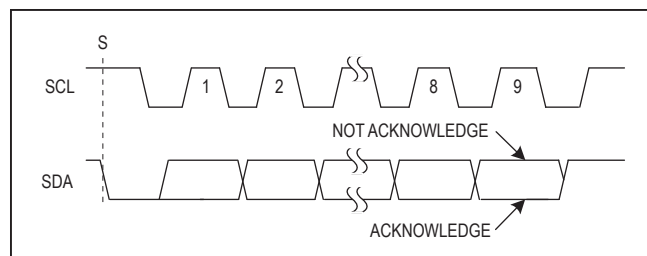 S
SCL 1 2 8 9
NOT ACKNOWLEDGE
SDA
ACKNOWLEDGE